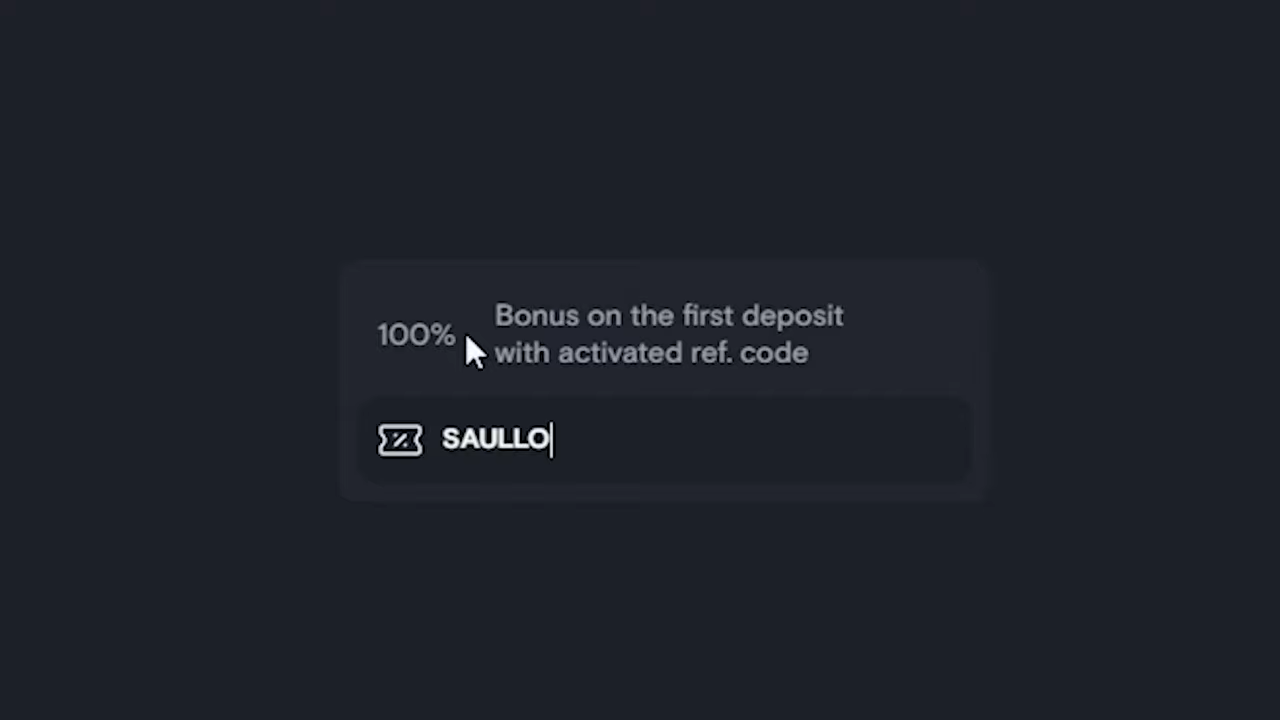 100%
Bonus on the first deposit
with activated ref. code
SAULLO